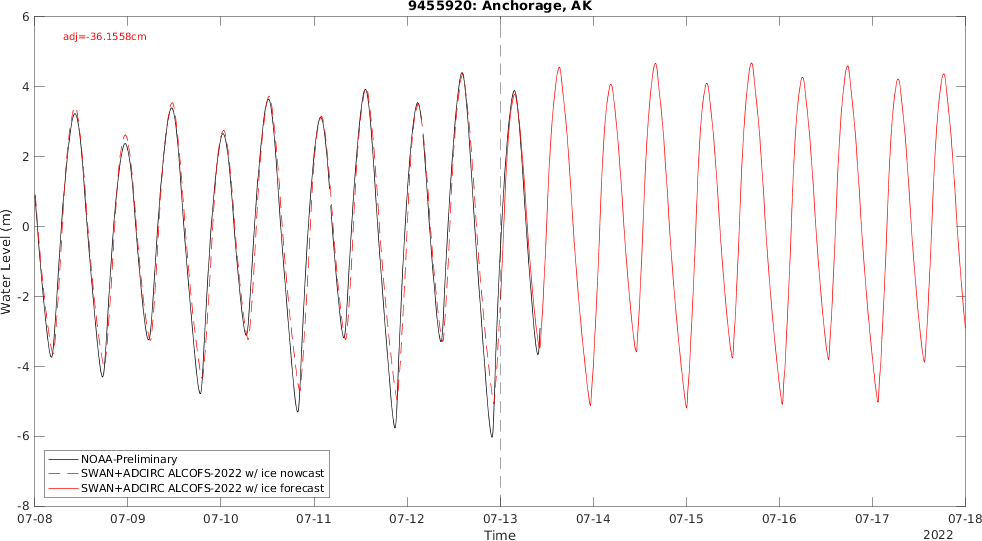 9455920: Anchorage, AK
adj=-36.1558cm
6
4
2
0
-2
-4
-6
-8
Water Level (m)
NOAA-Preliminary
SWAN+ADCIRC ALCOFS-2022 w/ ice nowcast
SWAN+ADCIRC ALCOFS-2022 w/ ice forecast
07-08 07-09 07-10 07-11 07-12 07-13 07-14 07-15 07-16 07-17 07-18
Time
2022